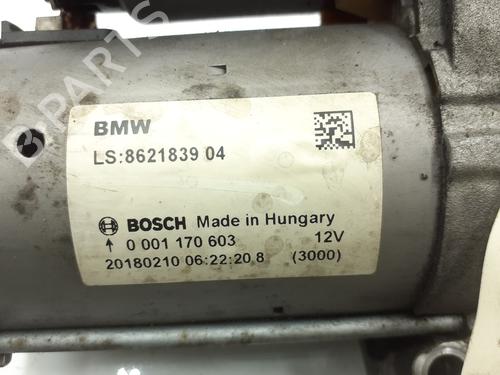 B-PARTS
BMW
LS:8621839 04
BOSCH Made in Hungary
0 001 170 603 12V
20180210 06:22:20 8 (3000)